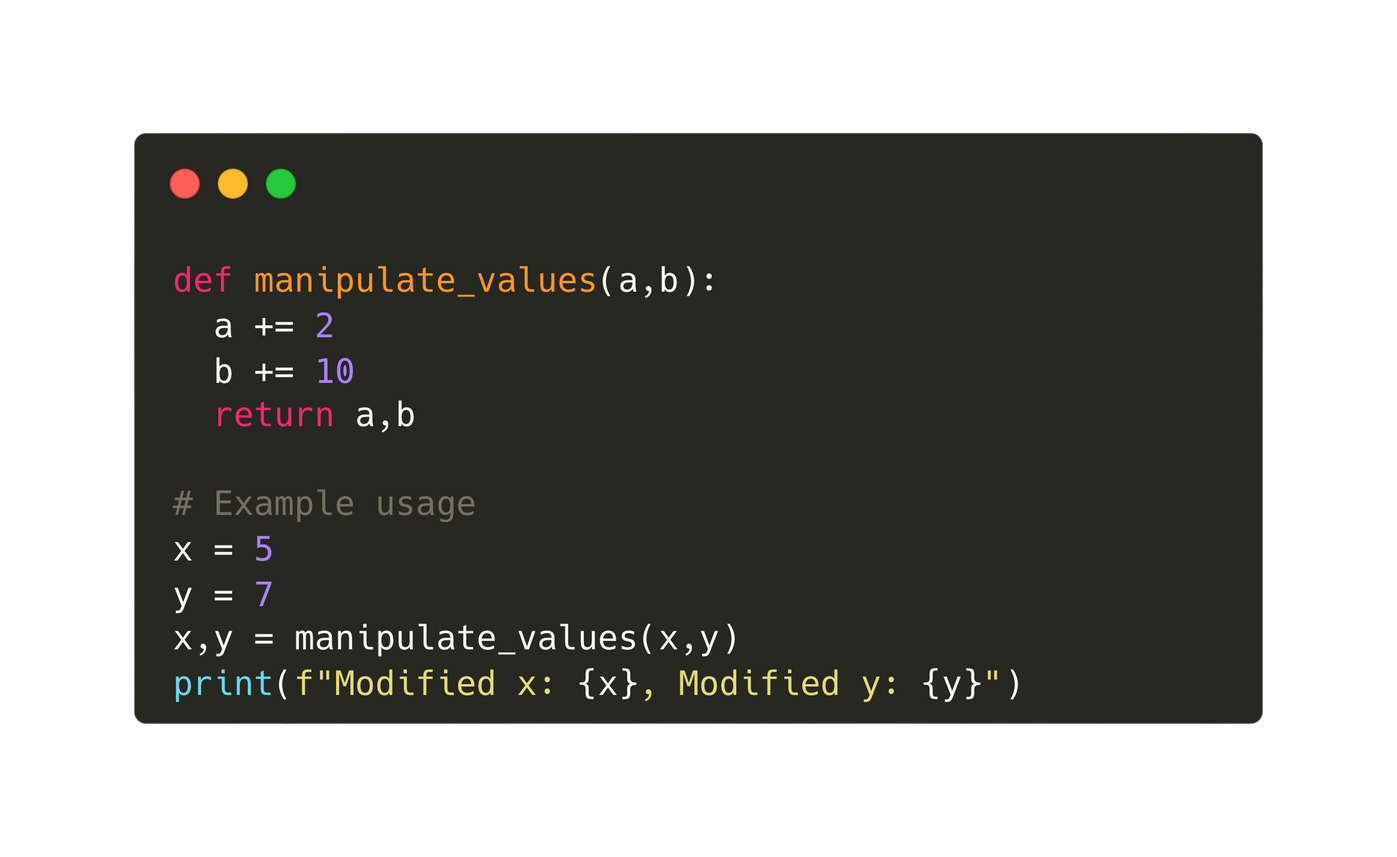 def manipulate_values(a,b):
  a += 2
  b += 10
  return a,b

# Example usage
x = 5
y = 7
x,y = manipulate_values(x,y)
print(f"Modified x: {x}, Modified y: {y}")